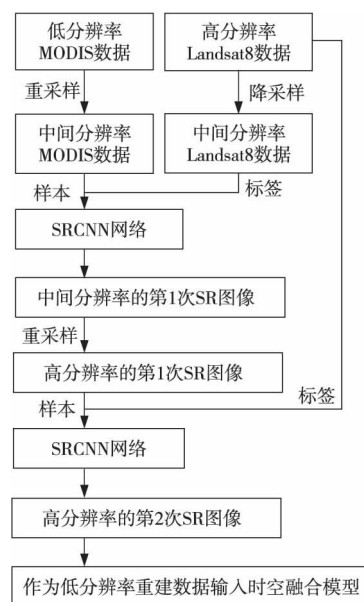 低分辨率
MODIS数据
高分辨率
Landsat8数据
重采样
降采样
中间分辨率
MODIS数据
中间分辨率
Landsat8数据
样本
标签
SRCNN网络
中间分辨率的第1次SR图像
重采样
高分辨率的第1次SR图像
样本
标签
SRCNN网络
高分辨率的第2次SR图像
作为低分辨率重建数据输入时空融合模型